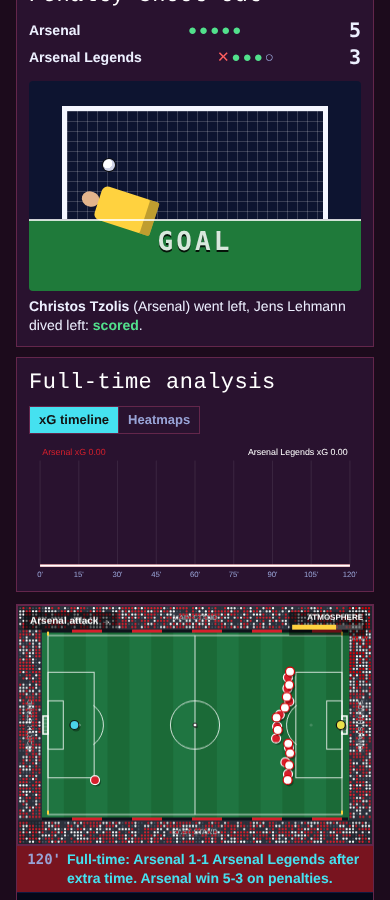 Arsenal 5
Arsenal Legends 3
GOAL
Christos Tzolis (Arsenal) went left, Jens Lehmann
dived left: scored.
Full-time analysis
xG timeline Heatmaps
Arsenal xG 0.00 Arsenal Legends xG 0.00
0' 15' 30' 45' 60' 75' 90' 105' 120'
Arsenal attack
ATMOSPHERE
120' Full-time: Arsenal 1-1 Arsenal Legends after
extra time. Arsenal win 5-3 on penalties.